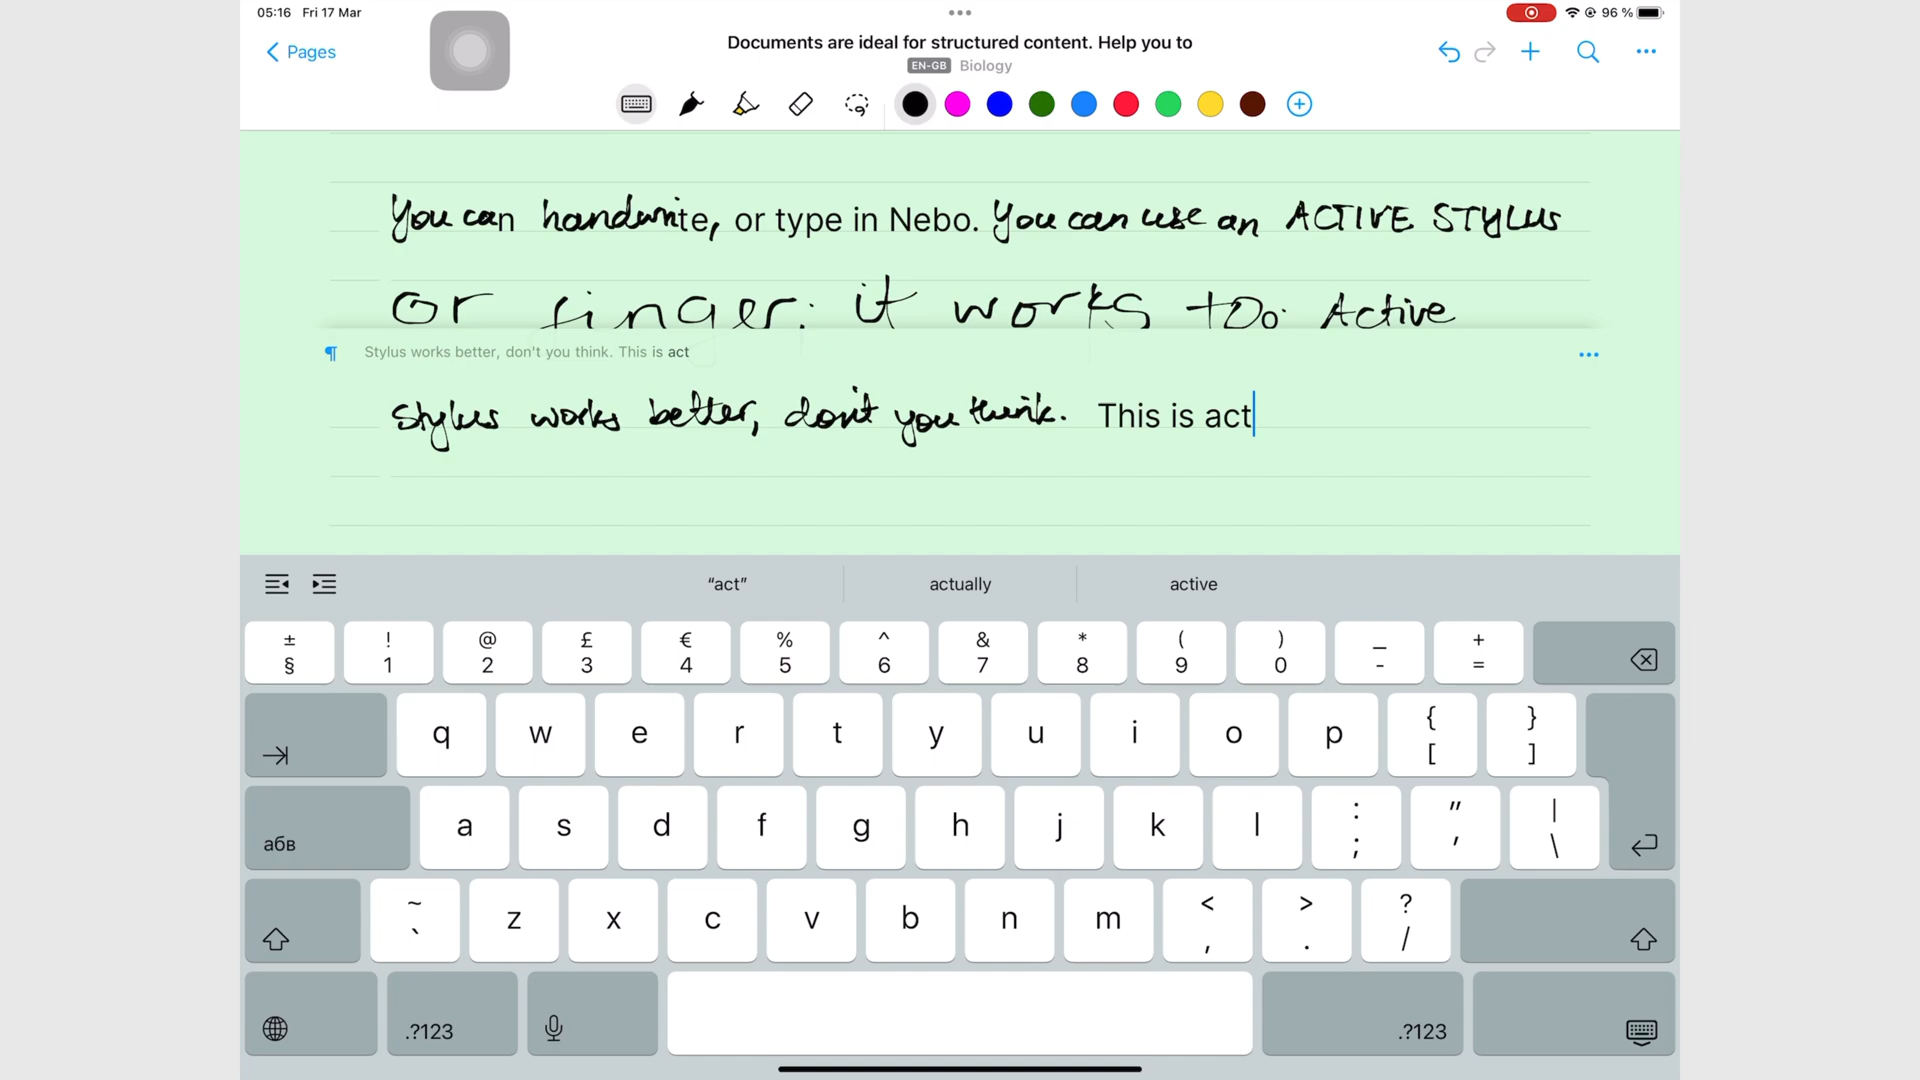 05:16 Fri 17 Mar
96 %
Pages
Documents are ideal for structured content. Help you to
EN-GB Biology
You can handwrite, or type in Nebo. You can use an ACTIVE STYLUS
or finger: it works too. Active
¶ Stylus works better, don't you think. This is act
Stylus works better, don't you think. This is act
“act” actually active
± ! @ £ € % ^ & * ( ) _ +
§ 1 2 3 4 5 6 7 8 9 0 - =
q w e r t y u i o p { }
[ ]
a s d f g h j k l : " |
абв ; ' \
~ z x c v b n m < > ?
` , . /
.?123 .?123